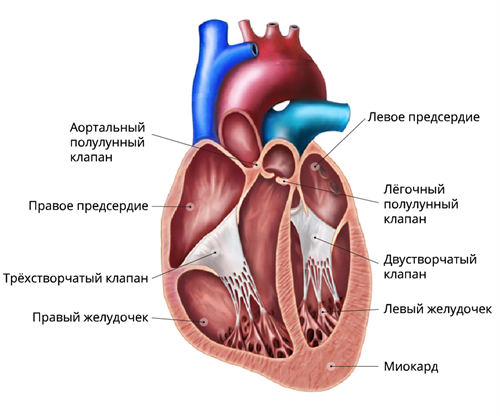 Аортальный
полулунный
клапан
Правое предсердие
Трёхстворчатый клапан
Правый желудочек
Левое предсердие
Лёгочный
полулунный
клапан
Двустворчатый
клапан
Левый желудочек
Миокард